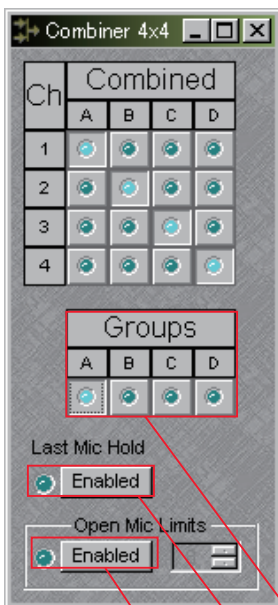 Combiner 4x4
Ch Combined
A B C D
1
2
3
4
Groups
A B C D
Last Mic Hold
Enabled
Open Mic Limits
Enabled